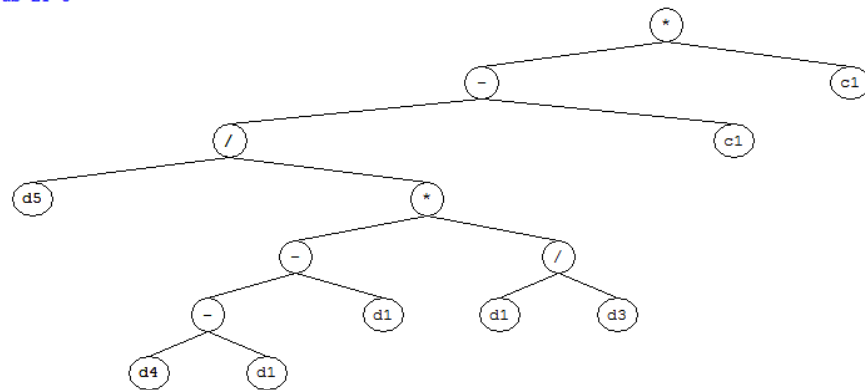 *
- c1
/ c1
d5 *
- /
- d1 d1 d3
d4 d1